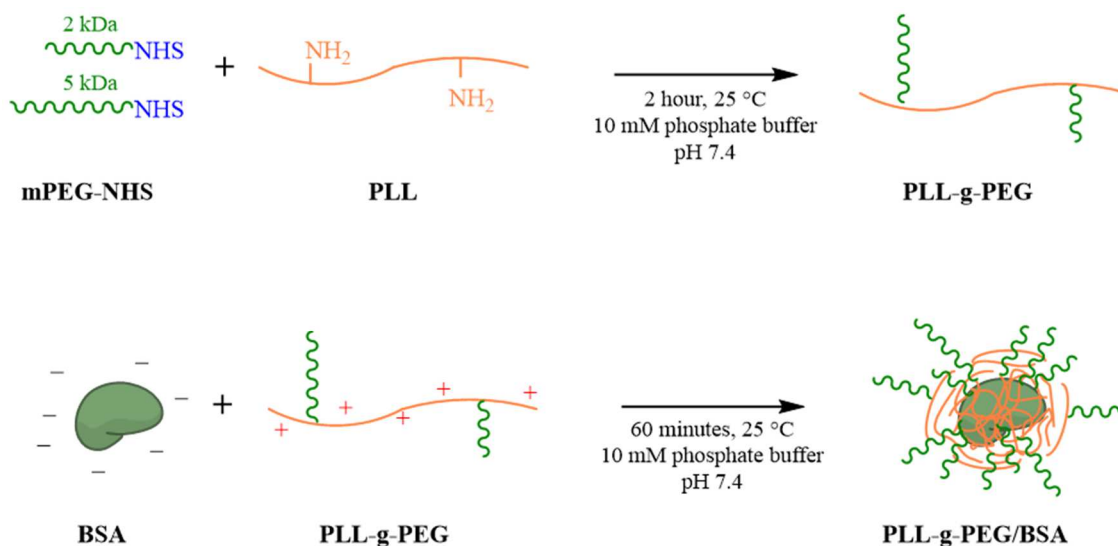 2 kDa
NHS
5 kDa
NHS
+
NH2
NH2
2 hour, 25 °C
10 mM phosphate buffer
pH 7.4
mPEG-NHS
PLL
PLL-g-PEG
− − − − − − −
+
+ + + + +
60 minutes, 25 °C
10 mM phosphate buffer
pH 7.4
BSA
PLL-g-PEG
PLL-g-PEG/BSA